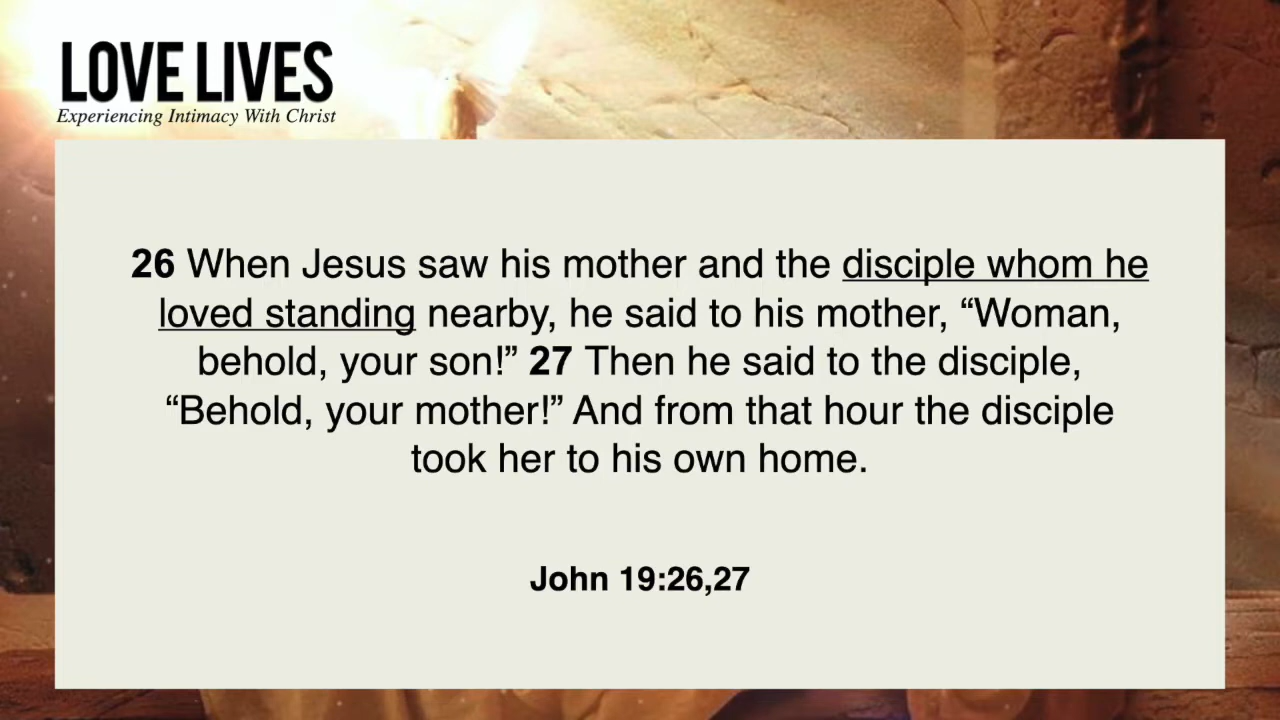 LOVE LIVES
Experiencing Intimacy With Christ
26 When Jesus saw his mother and the disciple whom he
loved standing nearby, he said to his mother, “Woman,
behold, your son!” 27 Then he said to the disciple,
“Behold, your mother!” And from that hour the disciple
took her to his own home.
John 19:26,27